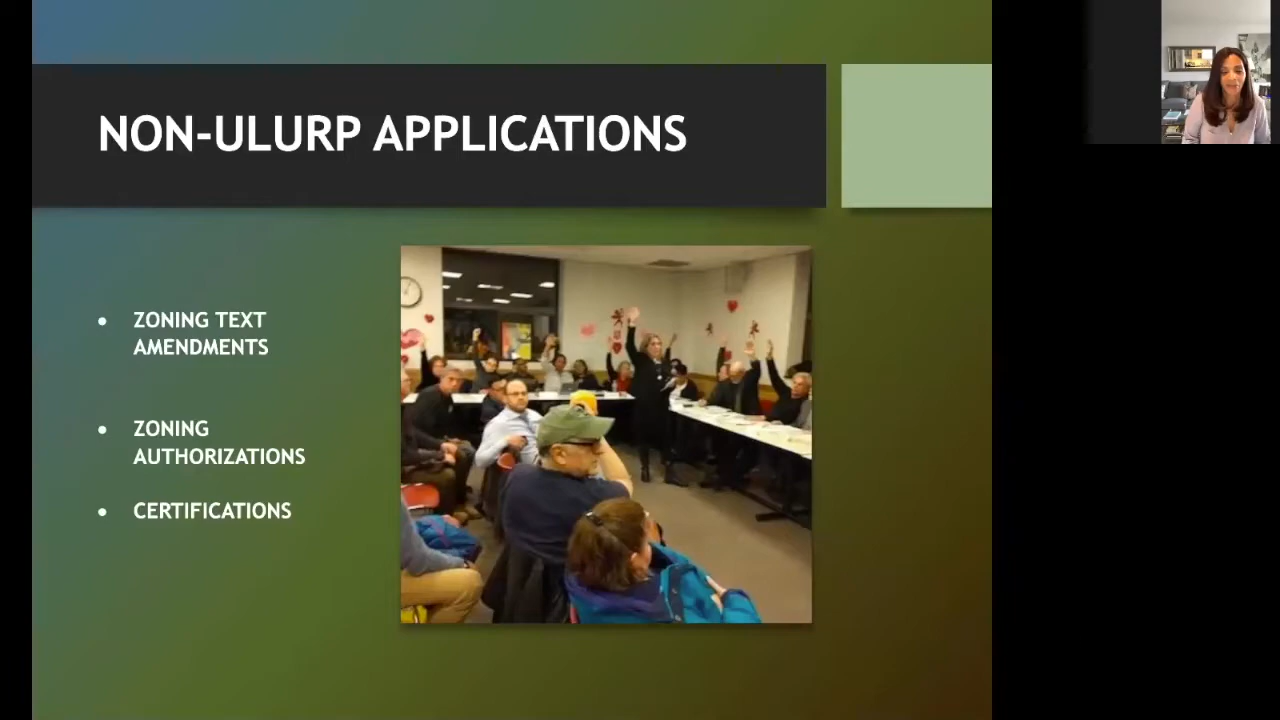 NON-ULURP APPLICATIONS
• ZONING TEXT
AMENDMENTS
• ZONING
AUTHORIZATIONS
• CERTIFICATIONS